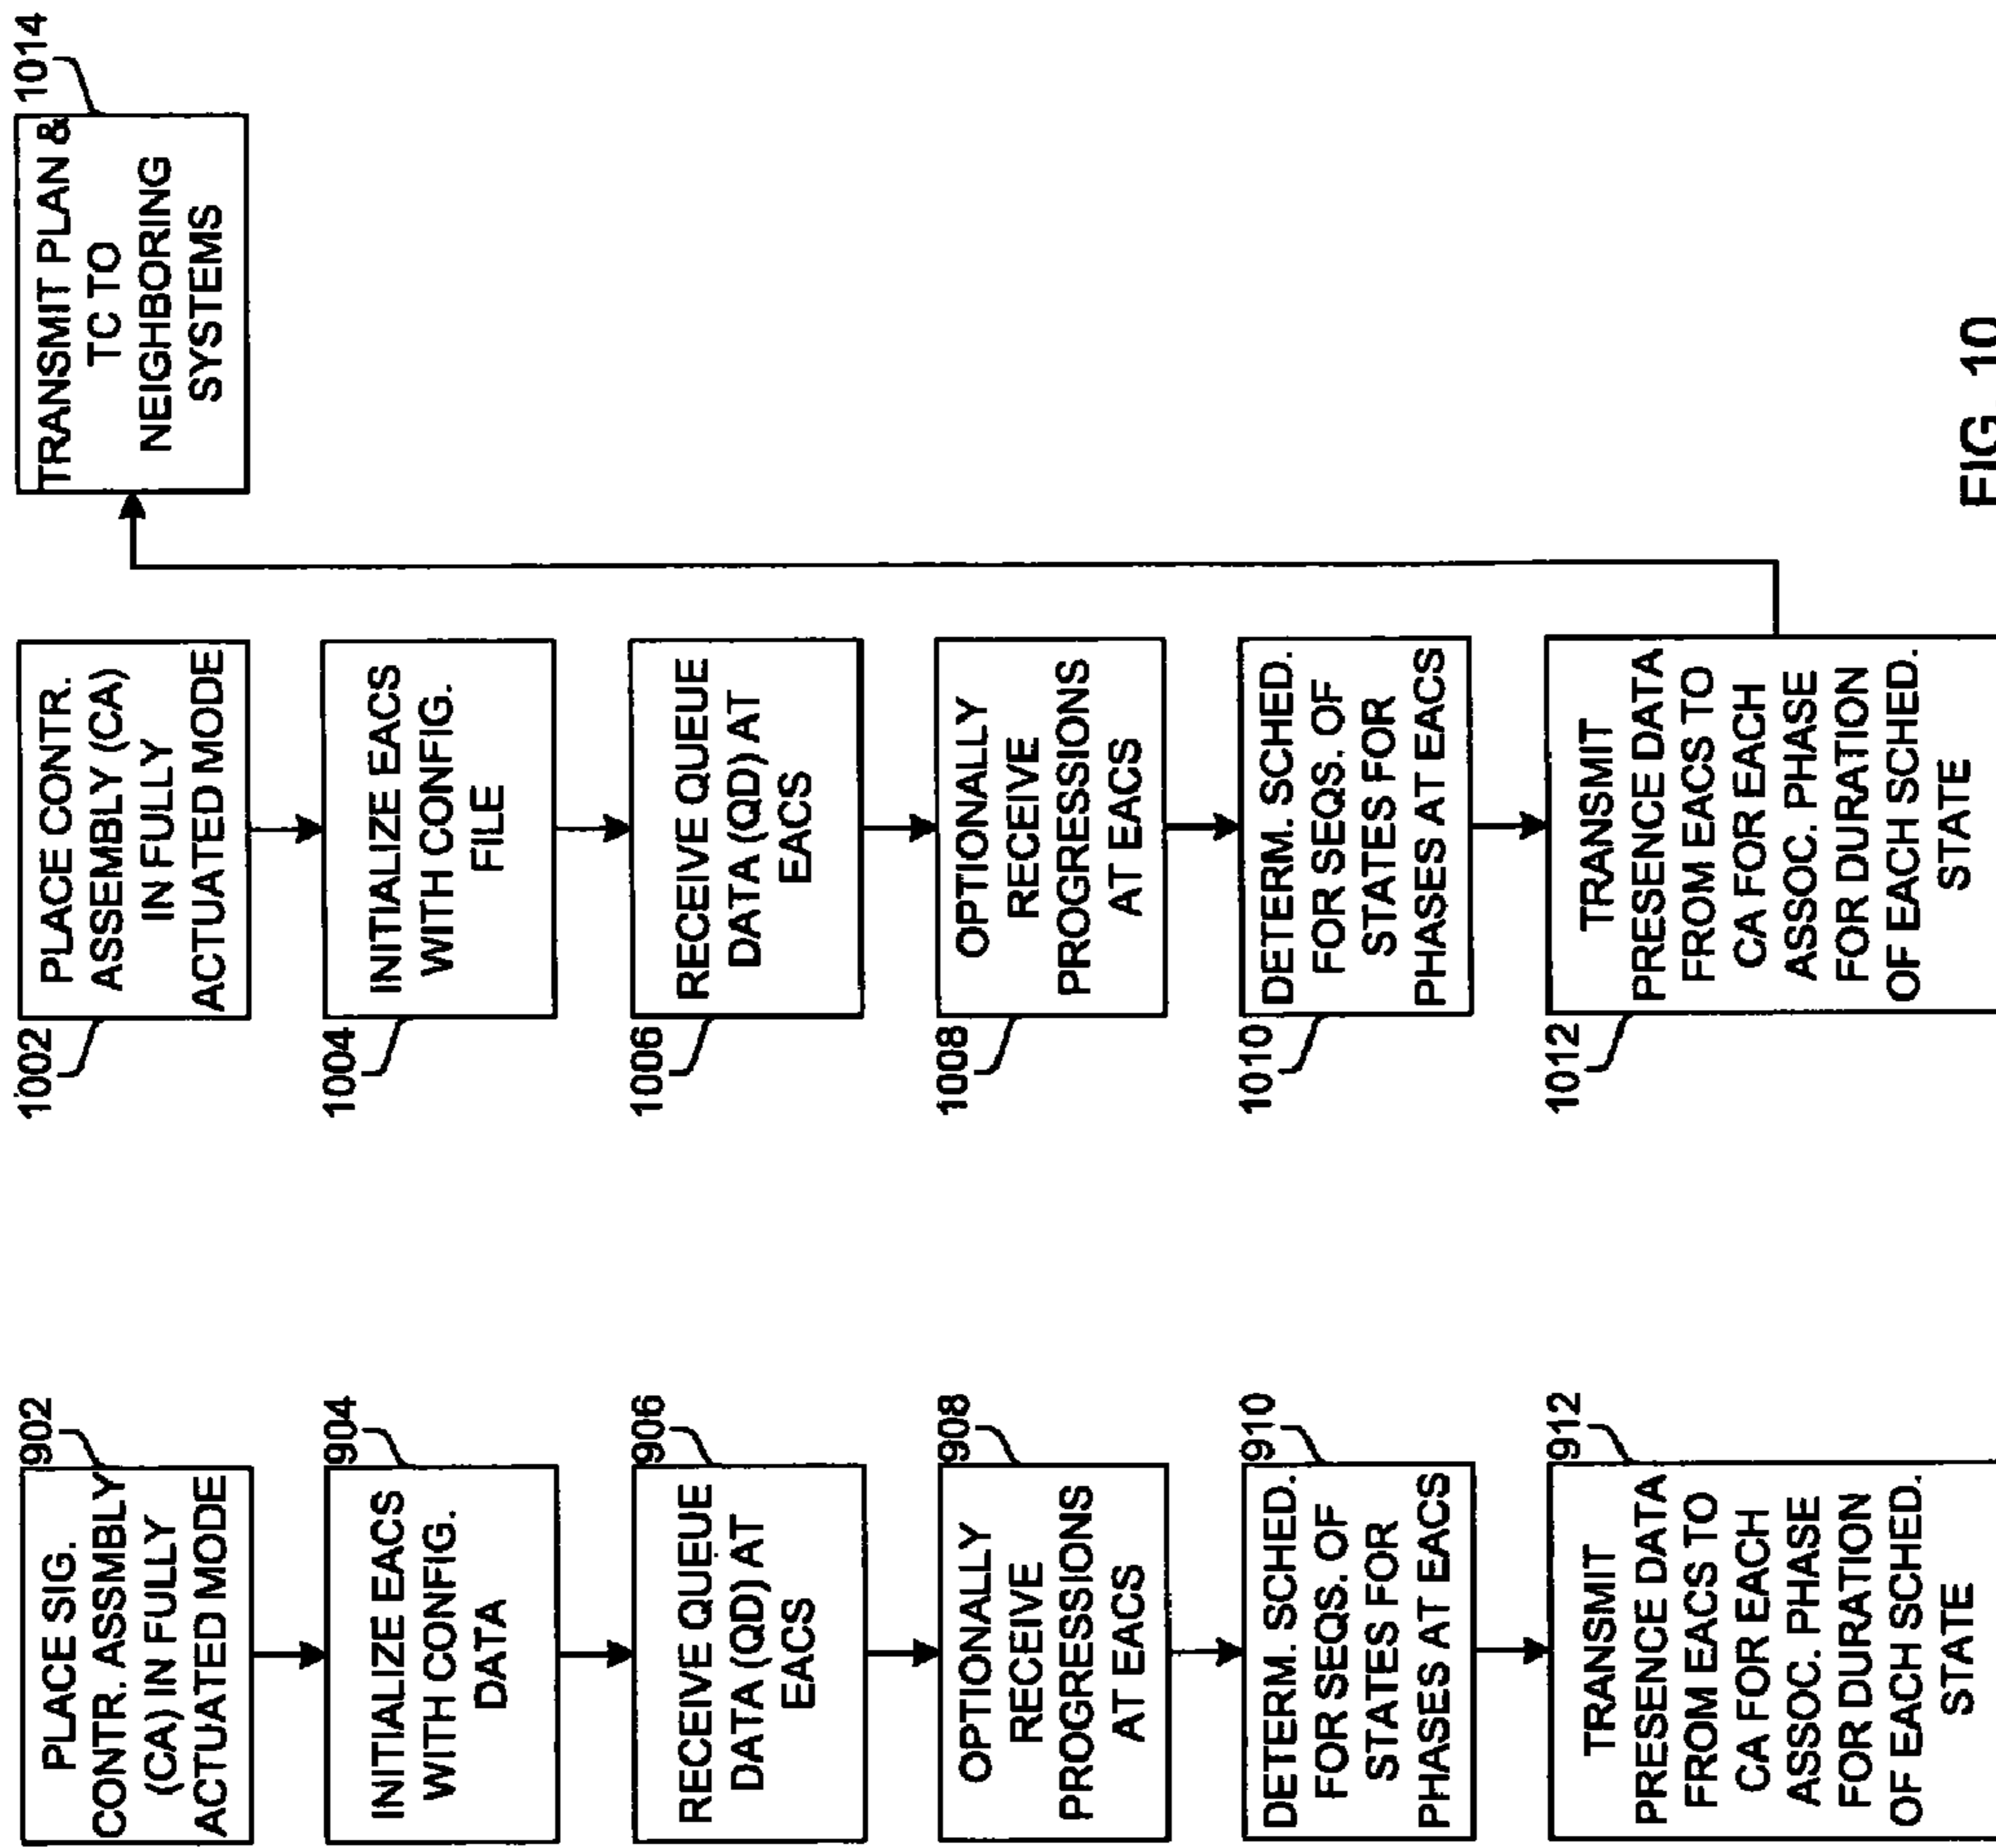 902
PLACE SIG.
CONTR. ASSMBLY
(CA) IN FULLY
ACTUATED MODE
904
INITIALIZE EACS
WITH CONFIG.
DATA
906
RECEIVE QUEUE
DATA (QD) AT
EACS
908
OPTIONALLY
RECEIVE
PROGRESSIONS
AT EACS
910
DETERM. SCHED.
FOR SEQS. OF
STATES FOR
PHASES AT EACS
912
TRANSMIT
PRESENCE DATA
FROM EACS TO
CA FOR EACH
ASSOC. PHASE
FOR DURATION
OF EACH SCHED.
STATE
1002
PLACE CONTR.
ASSEMBLY (CA)
IN FULLY
ACTUATED MODE
1004
INITIALIZE EACS
WITH CONFIG.
FILE
1006
RECEIVE QUEUE
DATA (QD) AT
EACS
1008
OPTIONALLY
RECEIVE
PROGRESSIONS
AT EACS
1010
DETERM. SCHED.
FOR SEQS. OF
STATES FOR
PHASES AT EACS
1012
TRANSMIT
PRESENCE DATA
FROM EACS TO
CA FOR EACH
ASSOC. PHASE
FOR DURATION
OF EACH SCHED.
STATE
1014
TRANSMIT PLAN &
TC TO
NEIGHBORING
SYSTEMS
FIG. 10